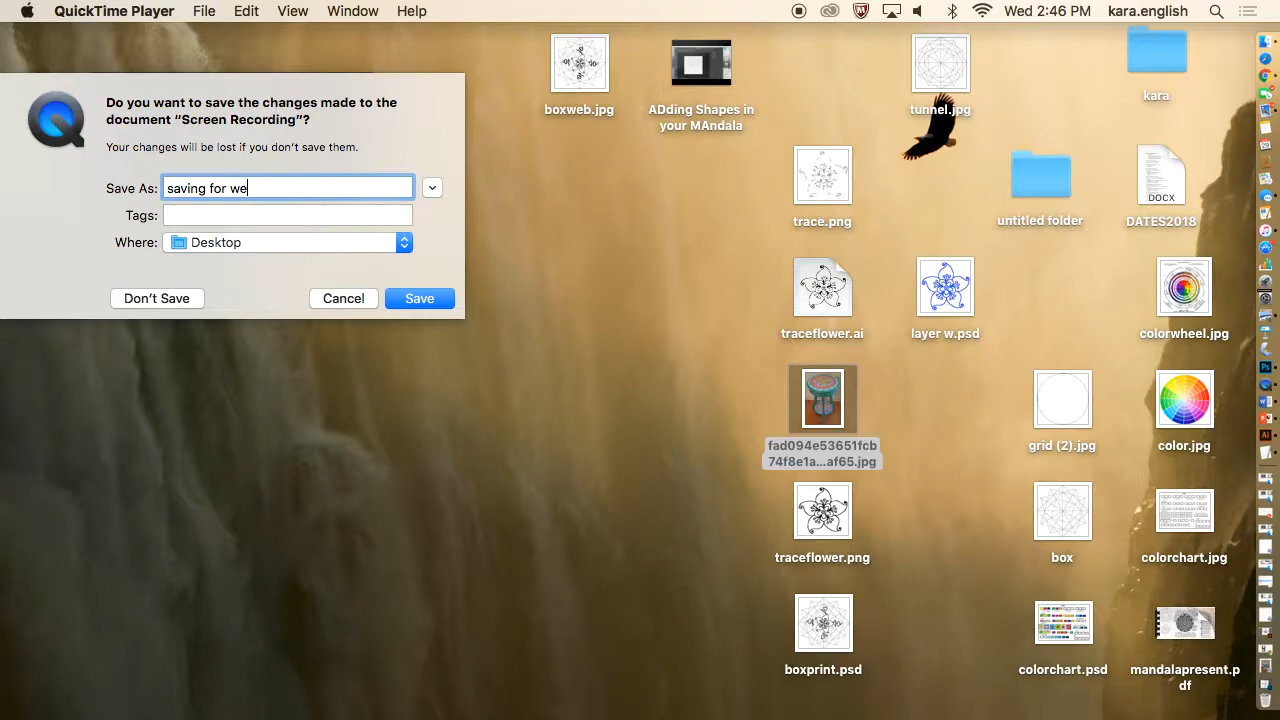 QuickTime Player File Edit View Window Help Wed 2:46 PM kara.english
Do you want to save the changes made to the
document “Screen Recording”?
Your changes will be lost if you don’t save them.
Save As: saving for we
Tags:
Where: Desktop
Don’t Save Cancel Save
boxweb.jpg
ADding Shapes in
your MAndala
tunnel.jpg
kara
trace.png
untitled folder
DOCX
DATES2018
traceflower.ai
layer w.psd
colorwheel.jpg
fad094e53651fcb
74f8e1a...af65.jpg
grid (2).jpg
color.jpg
traceflower.png
box
colorchart.jpg
boxprint.psd
colorchart.psd
mandalapresent.p
df